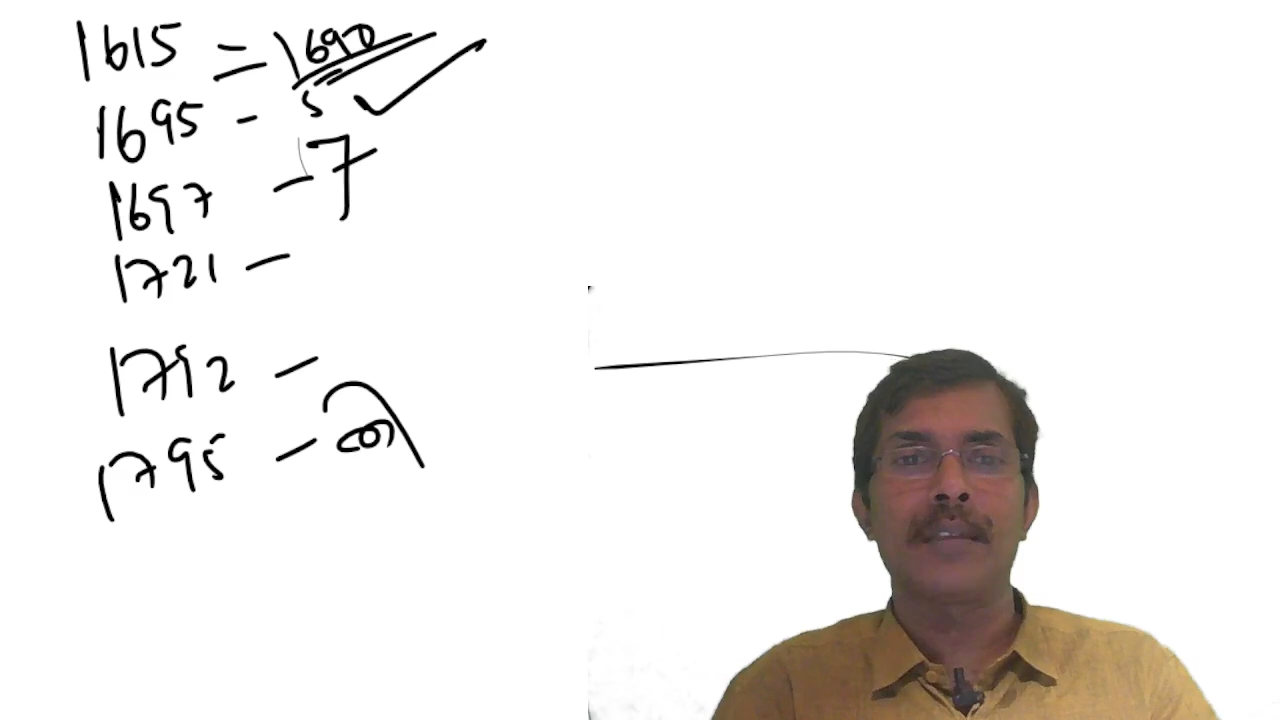 1615 = 1690
1695 - 5
1697 - 7
1721 -
1792 -
1795 -